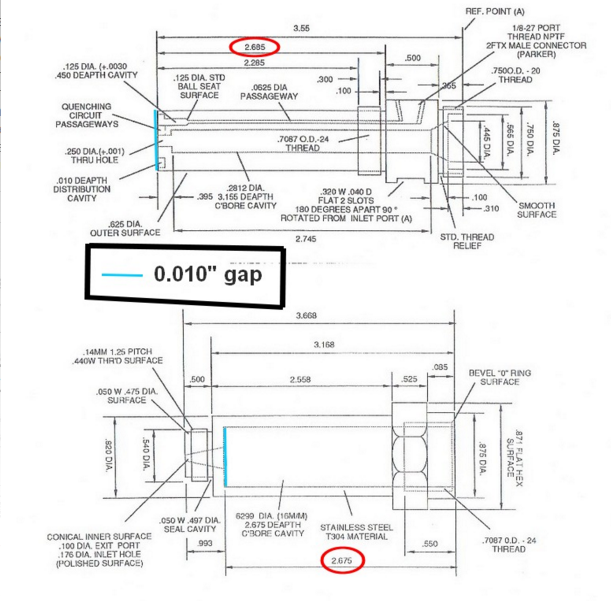 3.55
REF. POINT (A)
2.685
1/8-27 PORT
THREAD NPTF
2FTX MALE CONNECTOR
(PARKER)
2.285
.500
.125 DIA. (+.0030
.450 DEAPTH CAVITY
.125 DIA. STD
BALL SEAT
SURFACE
.0625 DIA
PASSAGEWAY
.300
.100
.355
.750O.D. - 20
THREAD
QUENCHING
CIRCUIT
PASSAGEWAYS
.7087 O.D.-24
THREAD
.445 DIA.
.565 DIA.
.750 DIA.
.875 DIA.
.250 DIA.(+.001)
THRU HOLE
.010 DEAPTH
DISTRIBUTION
CAVITY
.395
.2812 DIA.
3.155 DEAPTH
C'BORE CAVITY
.320 W .040 D
FLAT 2 SLOTS
180 DEGREES APART 90 °
ROTATED FROM INLET PORT (A)
.100
.310
SMOOTH
SURFACE
.625 DIA.
OUTER SURFACE
2.745
STD. THREAD
RELIEF
0.010" gap
3.668
.14MM 1.25 PITCH
.440W THR'D SURFACE
3.168
.085
BEVEL "0" RING
SURFACE
.500
2.558
.525
.050 W .475 DIA.
SURFACE
.820 DIA.
.540 DIA.
.875 DIA.
.871 FLAT HEX
SURFACE
.050 W .497 DIA.
SEAL CAVITY
6299 DIA. (16M/M)
2.675 DEAPTH
C'BORE CAVITY
STAINLESS STEEL
T304 MATERIAL
CONICAL INNER SURFACE
.100 DIA. EXIT PORT
.176 DIA. INLET HOLE
(POLISHED SURFACE)
.993
.550
.7087 0.D. - 24
THREAD
2.675